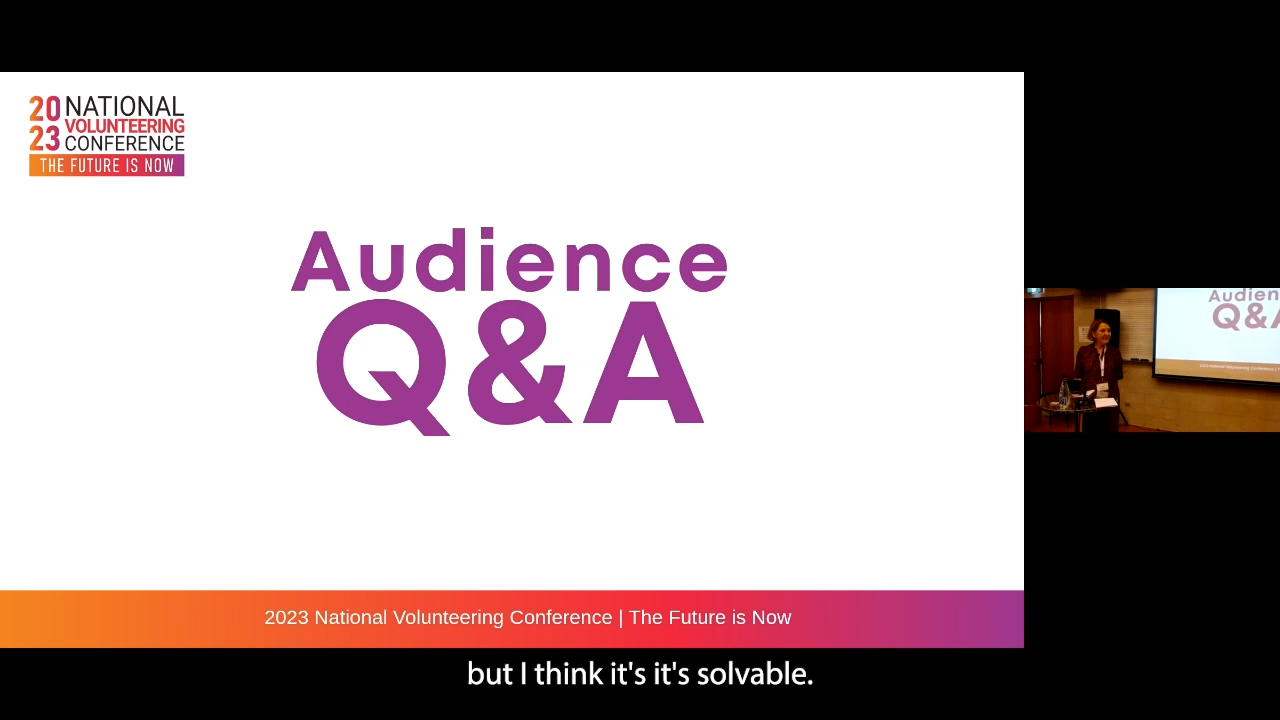 20 NATIONAL
VOLUNTEERING
23 CONFERENCE
THE FUTURE IS NOW
Audience
Q&A
2023 National Volunteering Conference | The Future is Now
Audien
Q&A
but I think it's it's solvable.